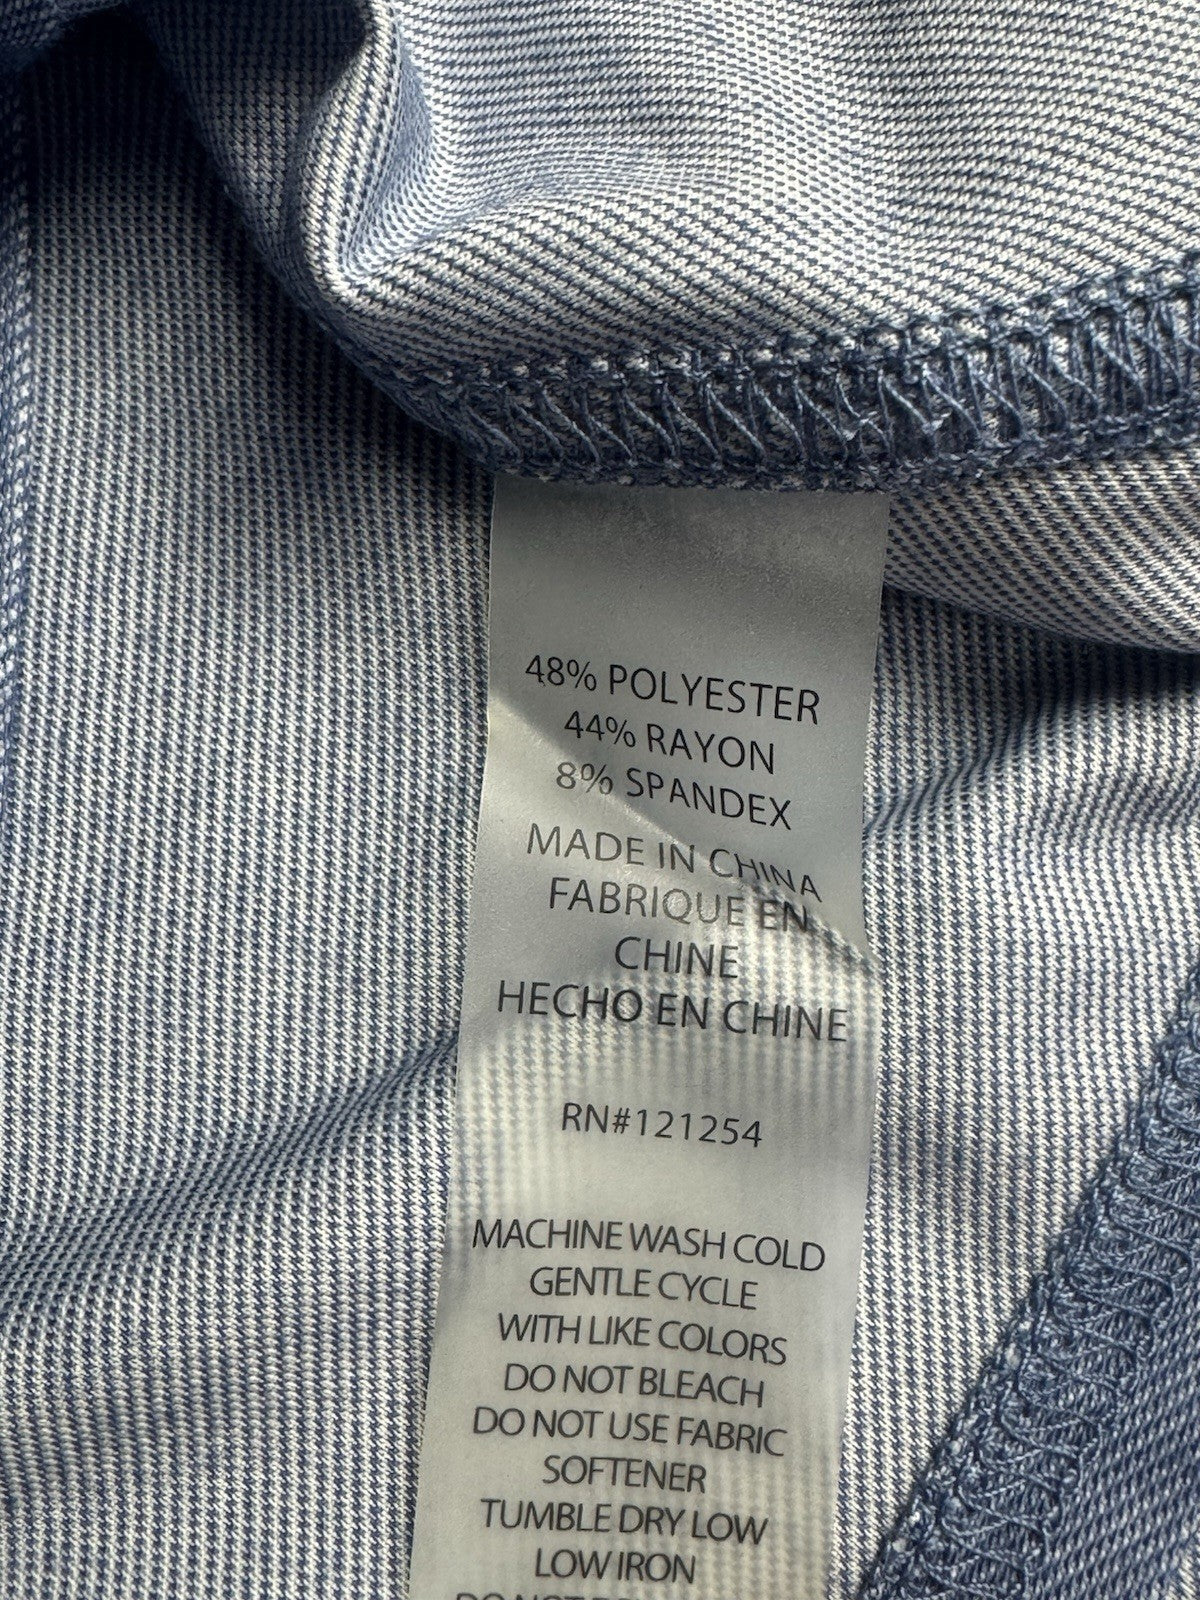 48% POLYESTER
44% RAYON
8% SPANDEX
MADE IN CHINA
FABRIQUE EN
CHINE
HECHO EN CHINE
RN#121254
MACHINE WASH COLD
GENTLE CYCLE
WITH LIKE COLORS
DO NOT BLEACH
DO NOT USE FABRIC
SOFTENER
TUMBLE DRY LOW
LOW IRON
DO NOT